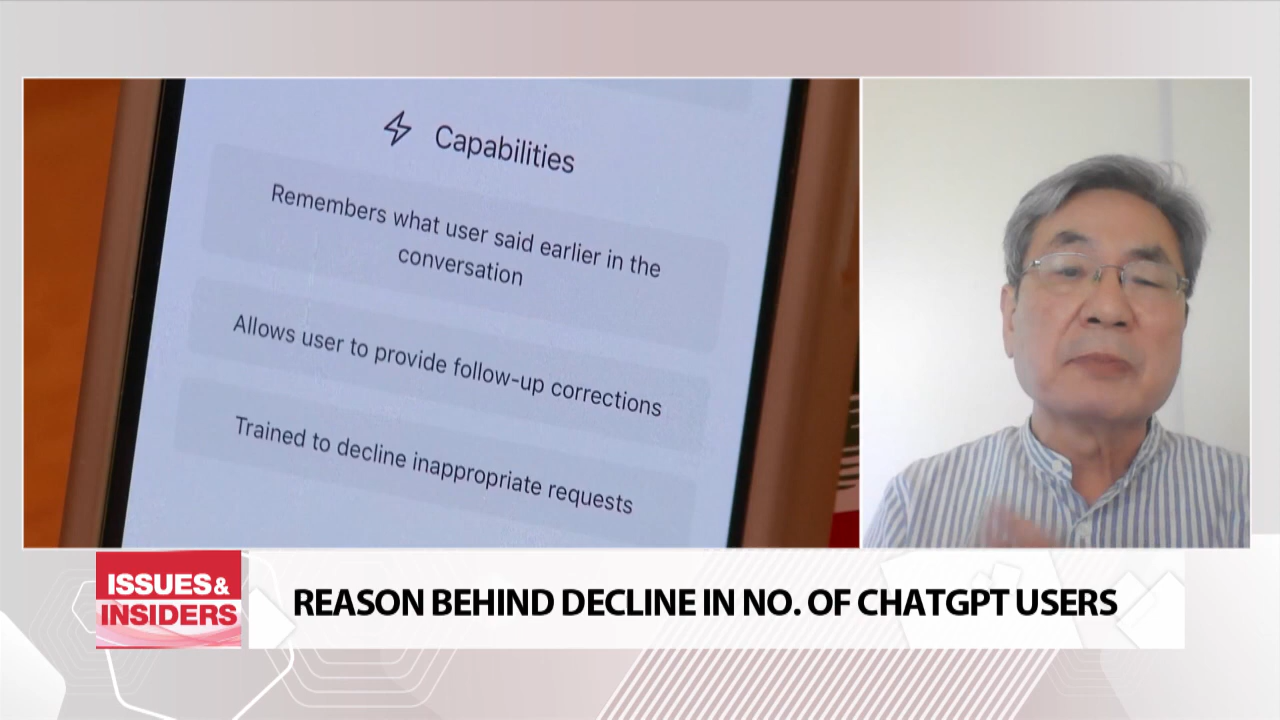 Capabilities
Remembers what user said earlier in the
conversation
Allows user to provide follow-up corrections
Trained to decline inappropriate requests
ISSUES&
INSIDERS
REASON BEHIND DECLINE IN NO. OF CHATGPT USERS